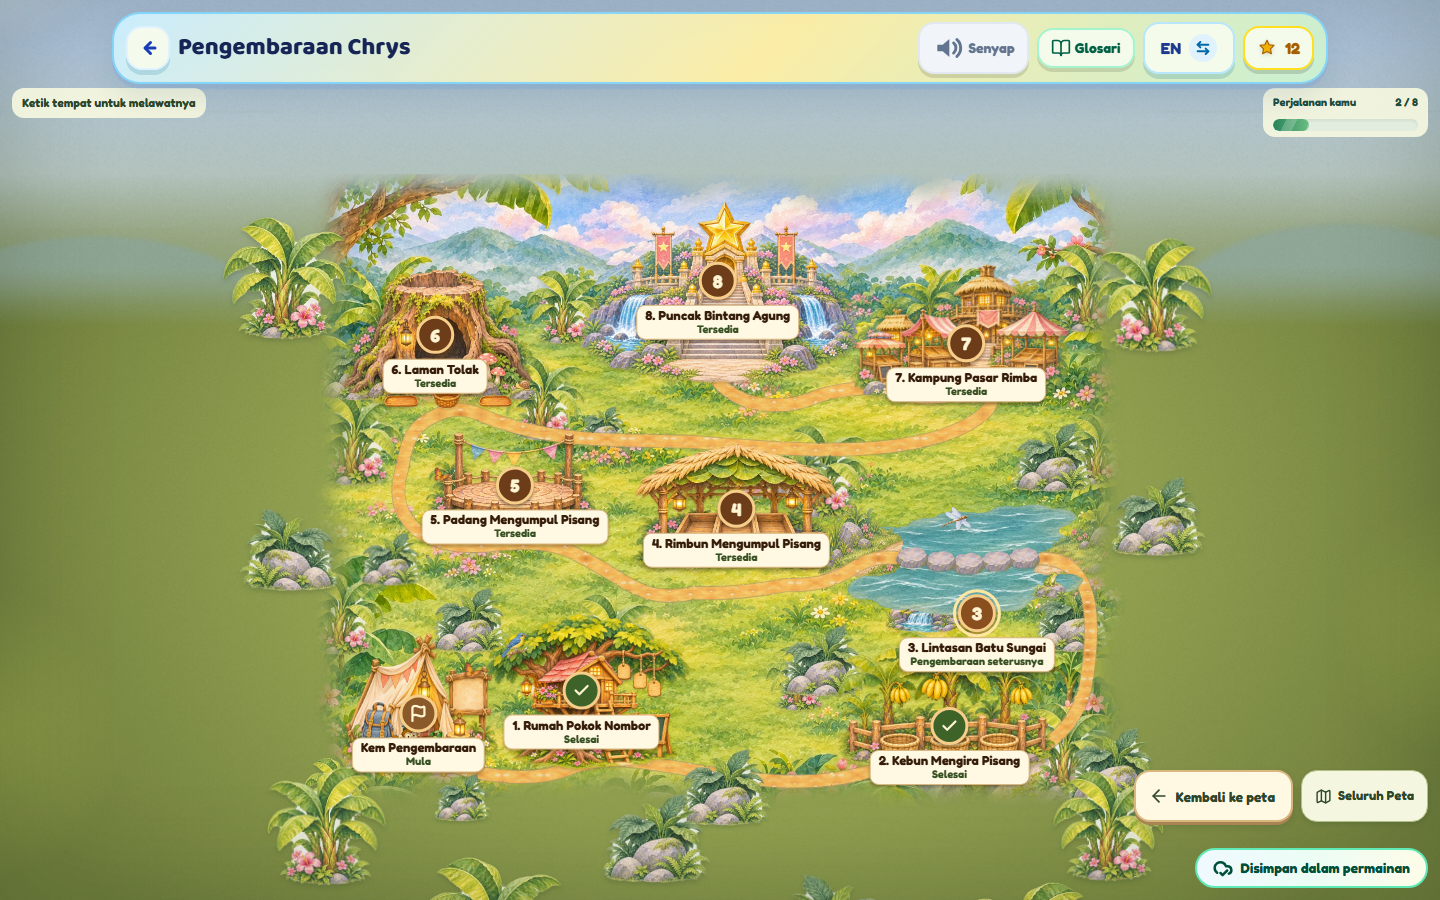 Pengembaraan Chrys
Senyap
Glosari
EN
12
Ketik tempat untuk melawatnya
Perjalanan kamu
2 / 8
8
8. Puncak Bintang Agung
Tersedia
6
6. Laman Tolak
Tersedia
7
7. Kampung Pasar Rimba
Tersedia
5
5. Padang Mengumpul Pisang
Tersedia
4
4. Rimbun Mengumpul Pisang
Tersedia
3
3. Lintasan Batu Sungai
Pengembaraan seterusnya
Kem Pengembaraan
Mula
1. Rumah Pokok Nombor
Selesai
2. Kebun Mengira Pisang
Selesai
Kembali ke peta
Seluruh Peta
Disimpan dalam permainan